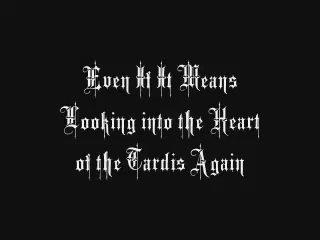 Even If It Means
Looking into the Heart
of the Tardis Again